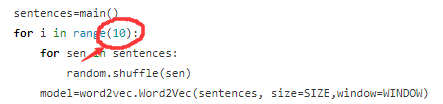 sentences=main()
for i in range(10):
for sen in sentences:
random.shuffle(sen)
model=word2vec.Word2Vec(sentences, size=SIZE,window=WINDOW)